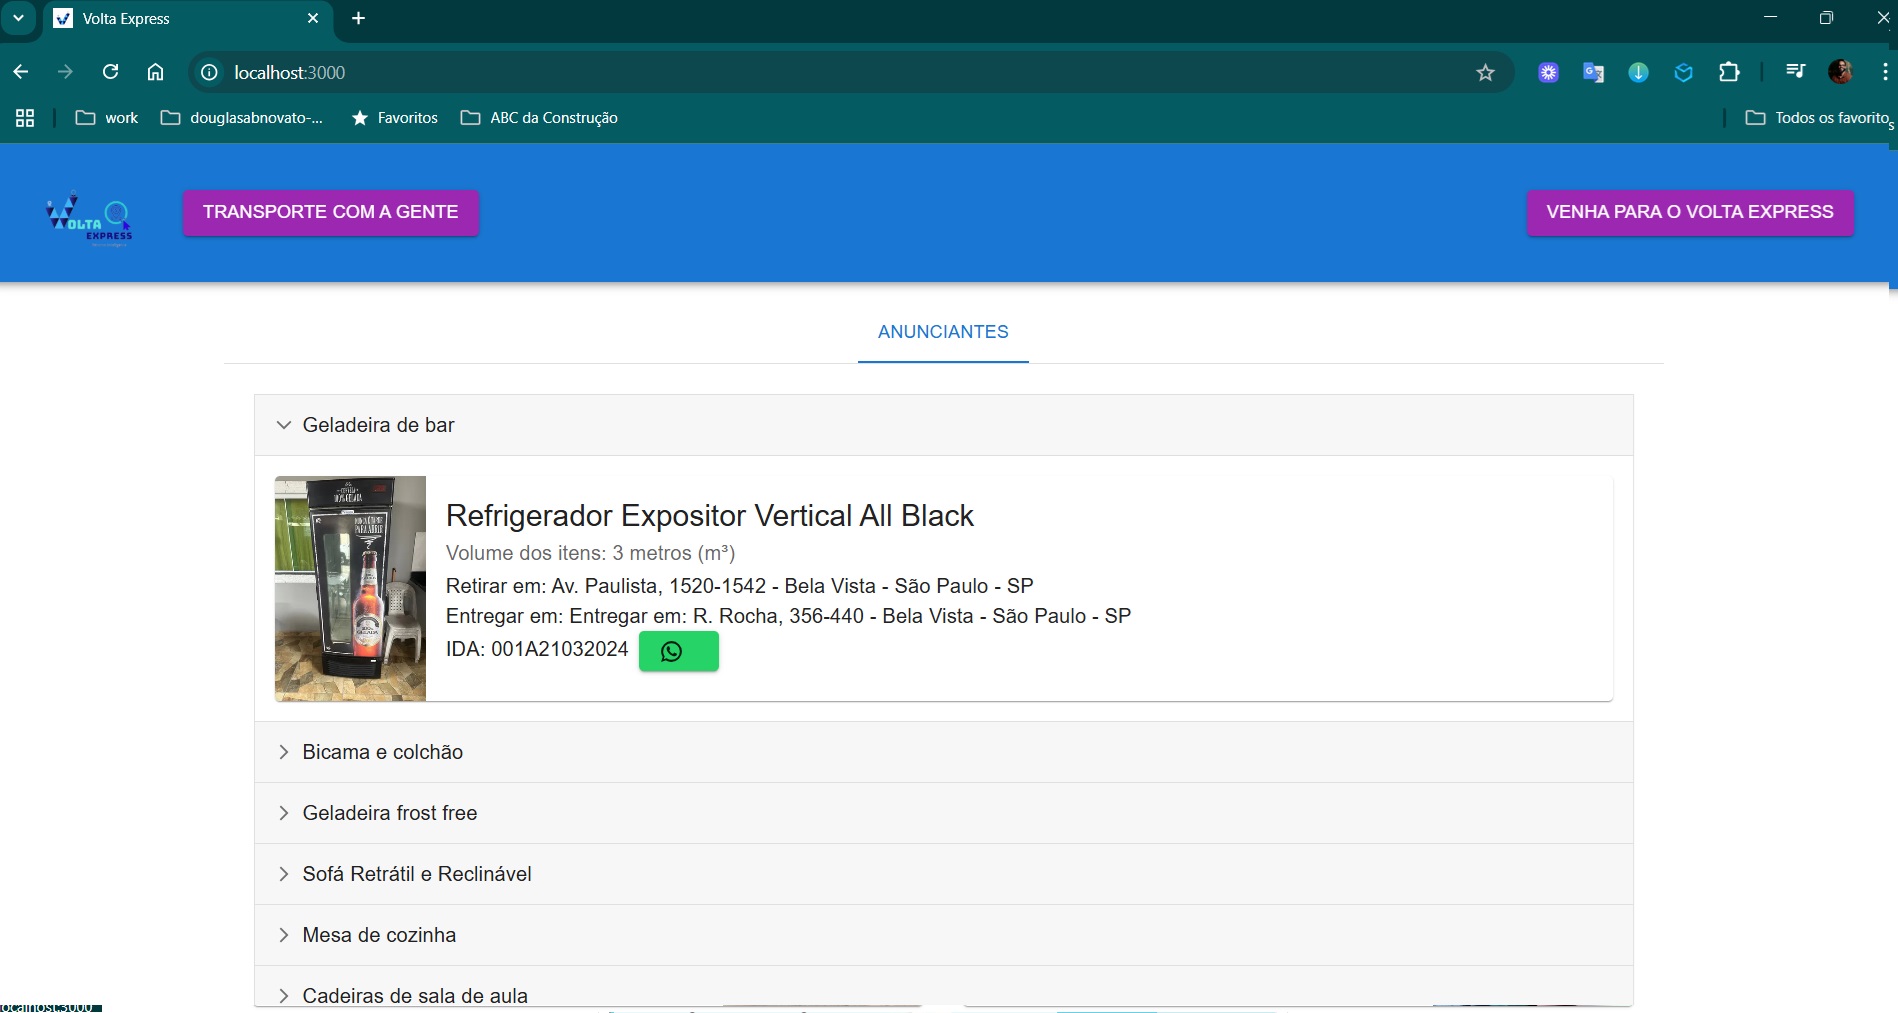 Volta Express
localhost:3000
work
douglasabnovato-...
Favoritos
ABC da Construção
Todos os favoritos
VOLTA
EXPRESS
TRANSPORTE COM A GENTE
VENHA PARA O VOLTA EXPRESS
ANUNCIANTES
Geladeira de bar
Refrigerador Expositor Vertical All Black
Volume dos itens: 3 metros (m³)
Retirar em: Av. Paulista, 1520-1542 - Bela Vista - São Paulo - SP
Entregar em: Entregar em: R. Rocha, 356-440 - Bela Vista - São Paulo - SP
IDA: 001A21032024
Bicama e colchão
Geladeira frost free
Sofá Retrátil e Reclinável
Mesa de cozinha
Cadeiras de sala de aula
localhost:3000